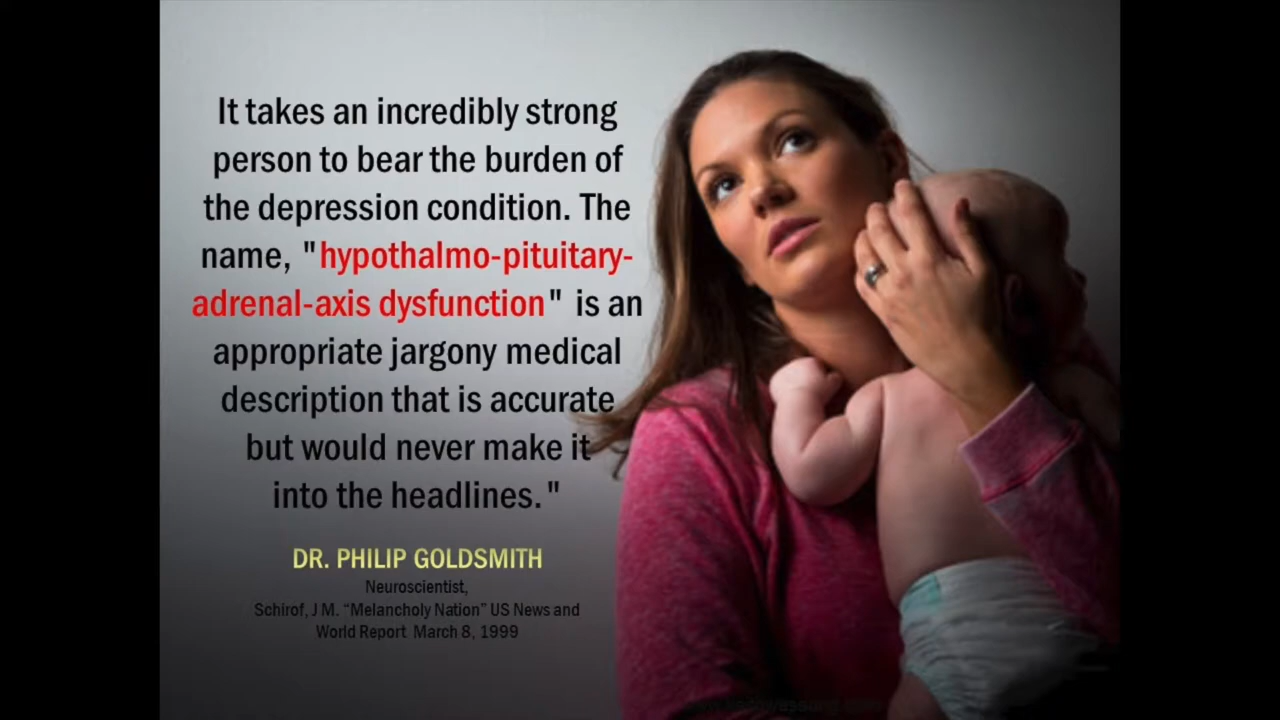 It takes an incredibly strong
person to bear the burden of
the depression condition. The
name, "hypothalmo-pituitary-
adrenal-axis dysfunction" is an
appropriate jargony medical
description that is accurate
but would never make it
into the headlines."
DR. PHILIP GOLDSMITH
Neuroscientist,
Schirof, J M. “Melancholy Nation” US News and
World Report March 8, 1999